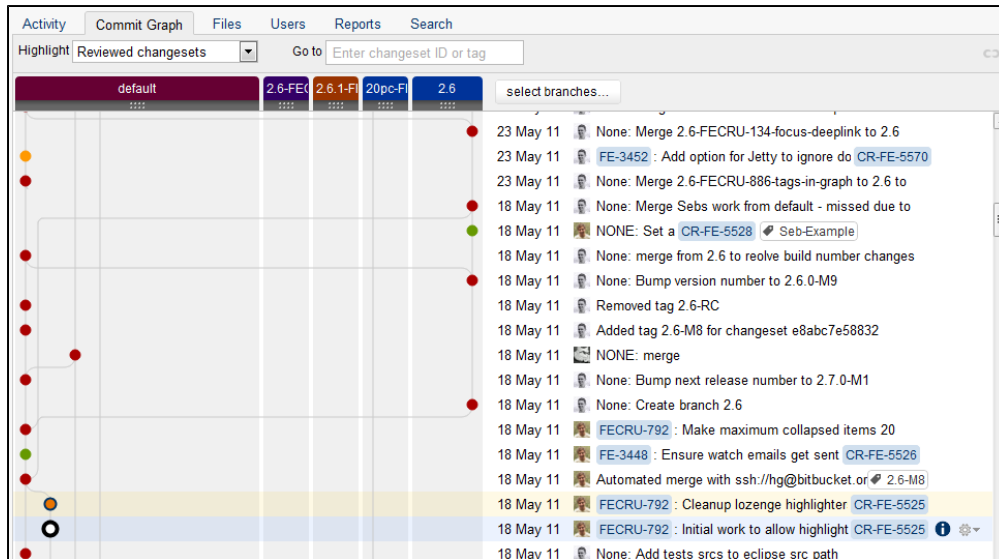 Activity Commit Graph Files Users Reports Search
Highlight Reviewed changesets Go to Enter changeset ID or tag
default 2.6-FEC 2.6.1-FI 20pc-FI 2.6 select branches...
23 May 11 None: Merge 2.6-FECRU-134-focus-deeplink to 2.6
23 May 11 FE-3452 : Add option for Jetty to ignore do CR-FE-5570
23 May 11 None: Merge 2.6-FECRU-886-tags-in-graph to 2.6 to
18 May 11 None: Merge Sebs work from default - missed due to
18 May 11 NONE: Set a CR-FE-5528 Seb-Example
18 May 11 None: merge from 2.6 to reolve build number changes
18 May 11 None: Bump version number to 2.6.0-M9
18 May 11 Removed tag 2.6-RC
18 May 11 Added tag 2.6-M8 for changeset e8abc7e58832
18 May 11 NONE: merge
18 May 11 None: Bump next release number to 2.7.0-M1
18 May 11 None: Create branch 2.6
18 May 11 FECRU-792 : Make maximum collapsed items 20
18 May 11 FE-3448 : Ensure watch emails get sent CR-FE-5526
18 May 11 Automated merge with ssh://hg@bitbucket.or 2.6-M8
18 May 11 FECRU-792 : Cleanup lozenge highlighter CR-FE-5525
18 May 11 FECRU-792 : Initial work to allow highlight CR-FE-5525
18 May 11 None: Add tests srcs to eclipse src path